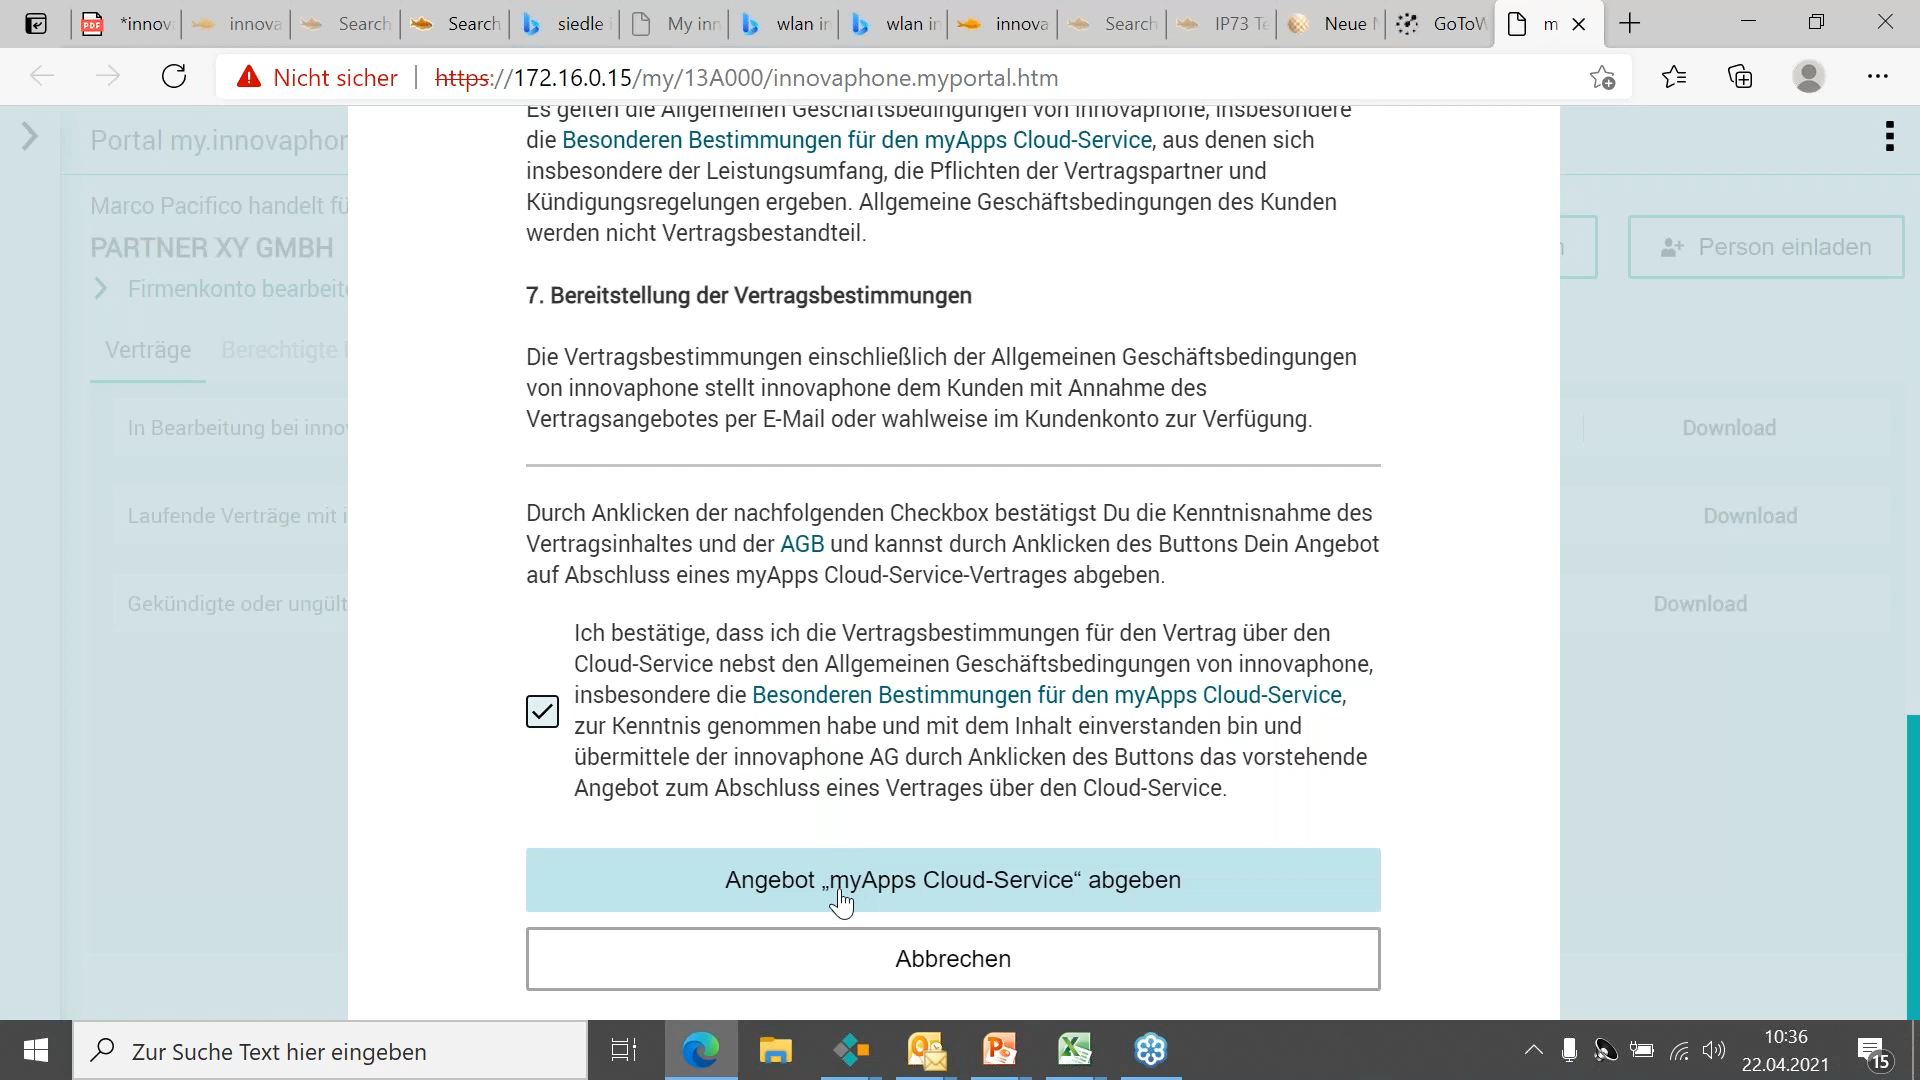 *innov
innova
Search
Search
siedle
My inn
wlan in
wlan in
innova
Search
IP73 Te
Neue
GoToW
m
Nicht sicher
https://172.16.0.15/my/13A000/innovaphone.myportal.htm
Es gelten die Allgemeinen Geschäftsbedingungen von innovaphone, insbesondere
die Besonderen Bestimmungen für den myApps Cloud-Service, aus denen sich
insbesondere der Leistungsumfang, die Pflichten der Vertragspartner und
Kündigungsregelungen ergeben. Allgemeine Geschäftsbedingungen des Kunden
werden nicht Vertragsbestandteil.
Portal my.innovaphon
Marco Pacifico handelt fü
PARTNER XY GMBH
Firmenkonto bearbeite
Person einladen
Verträge Berechtigte
In Bearbeitung bei inno
Download
Laufende Verträge mit i
Download
Gekündigte oder ungült
Download
7. Bereitstellung der Vertragsbestimmungen
Die Vertragsbestimmungen einschließlich der Allgemeinen Geschäftsbedingungen
von innovaphone stellt innovaphone dem Kunden mit Annahme des
Vertragsangebotes per E-Mail oder wahlweise im Kundenkonto zur Verfügung.
Durch Anklicken der nachfolgenden Checkbox bestätigst Du die Kenntnisnahme des
Vertragsinhaltes und der AGB und kannst durch Anklicken des Buttons Dein Angebot
auf Abschluss eines myApps Cloud-Service-Vertrages abgeben.
Ich bestätige, dass ich die Vertragsbestimmungen für den Vertrag über den
Cloud-Service nebst den Allgemeinen Geschäftsbedingungen von innovaphone,
insbesondere die Besonderen Bestimmungen für den myApps Cloud-Service,
zur Kenntnis genommen habe und mit dem Inhalt einverstanden bin und
übermittele der innovaphone AG durch Anklicken des Buttons das vorstehende
Angebot zum Abschluss eines Vertrages über den Cloud-Service.
Angebot „myApps Cloud-Service“ abgeben
Abbrechen
Zur Suche Text hier eingeben
10:36
22.04.2021
15